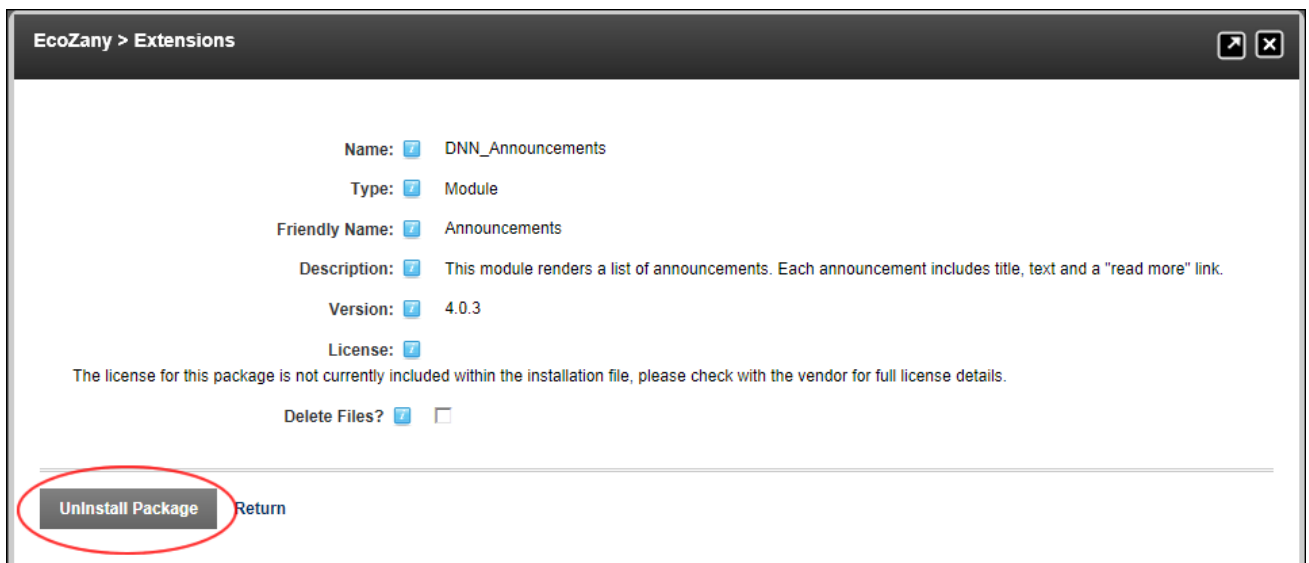 EcoZany > Extensions
Name: DNN_Announcements
Type: Module
Friendly Name: Announcements
Description: This module renders a list of announcements. Each announcement includes title, text and a "read more" link.
Version: 4.0.3
License:
The license for this package is not currently included within the installation file, please check with the vendor for full license details.
Delete Files?
UnInstall Package Return